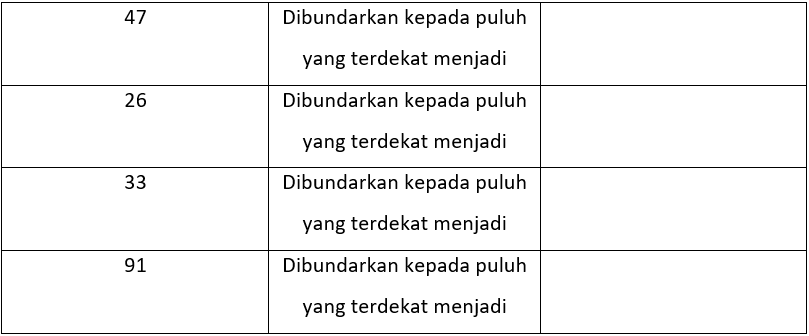 47
Dibundarkan kepada puluh
yang terdekat menjadi
26
Dibundarkan kepada puluh
yang terdekat menjadi
33
Dibundarkan kepada puluh
yang terdekat menjadi
91
Dibundarkan kepada puluh
yang terdekat menjadi